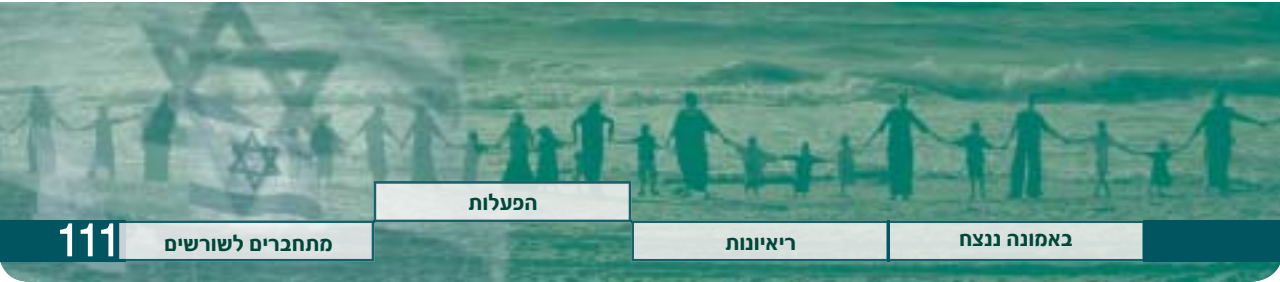 הפעלות
באמונה ננצח
ריאיונות
מתחברים לשורשים
111